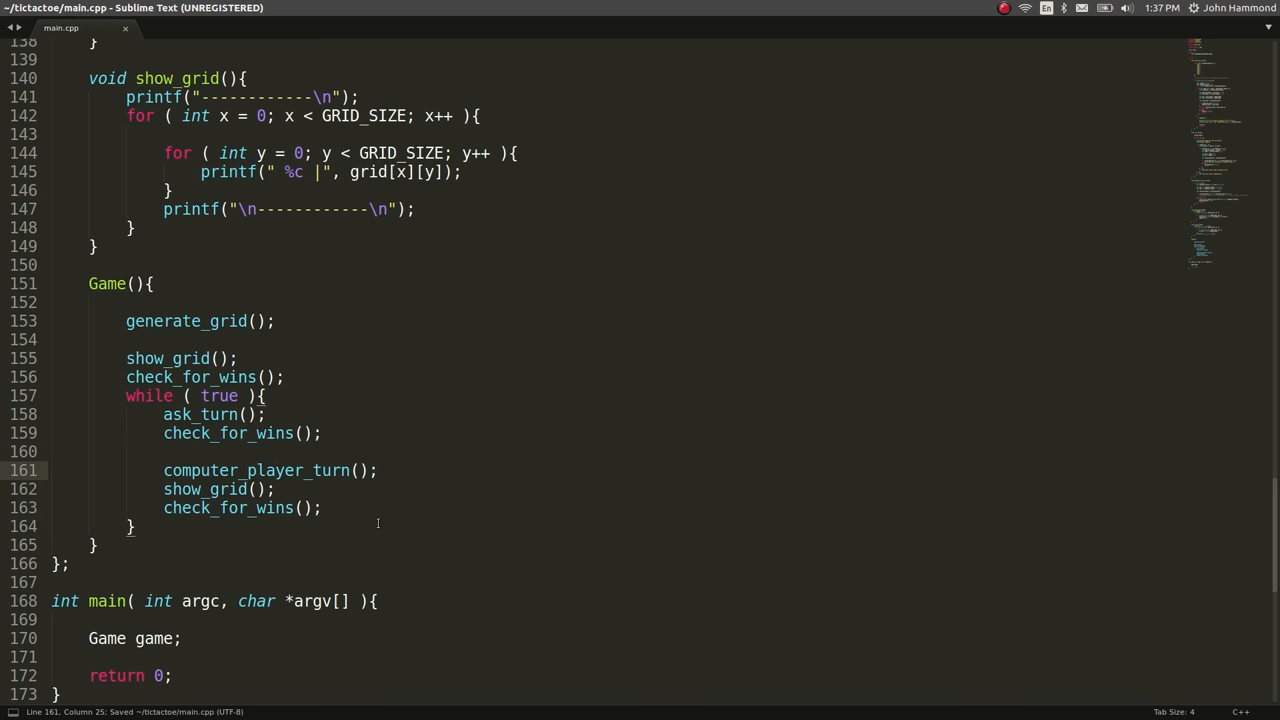 ~/tictactoe/main.cpp - Sublime Text (UNREGISTERED) En 1:37 PM John Hammond
main.cpp ×
138 }
139
140 void show_grid(){
141 printf("------------\n");
142 for ( int x = 0; x < GRID_SIZE; x++ ){
143
144 for ( int y = 0; y < GRID_SIZE; y++ ){
145 printf(" %c |", grid[x][y]);
146 }
147 printf("\n------------\n");
148 }
149 }
150
151 Game(){
152
153 generate_grid();
154
155 show_grid();
156 check_for_wins();
157 while ( true ){
158 ask_turn();
159 check_for_wins();
160
161 computer_player_turn();
162 show_grid();
163 check_for_wins();
164 }
165 }
166 };
167
168 int main( int argc, char *argv[] ){
169
170 Game game;
171
172 return 0;
173 }
Line 161, Column 25; Saved ~/tictactoe/main.cpp (UTF-8) Tab Size: 4 C++